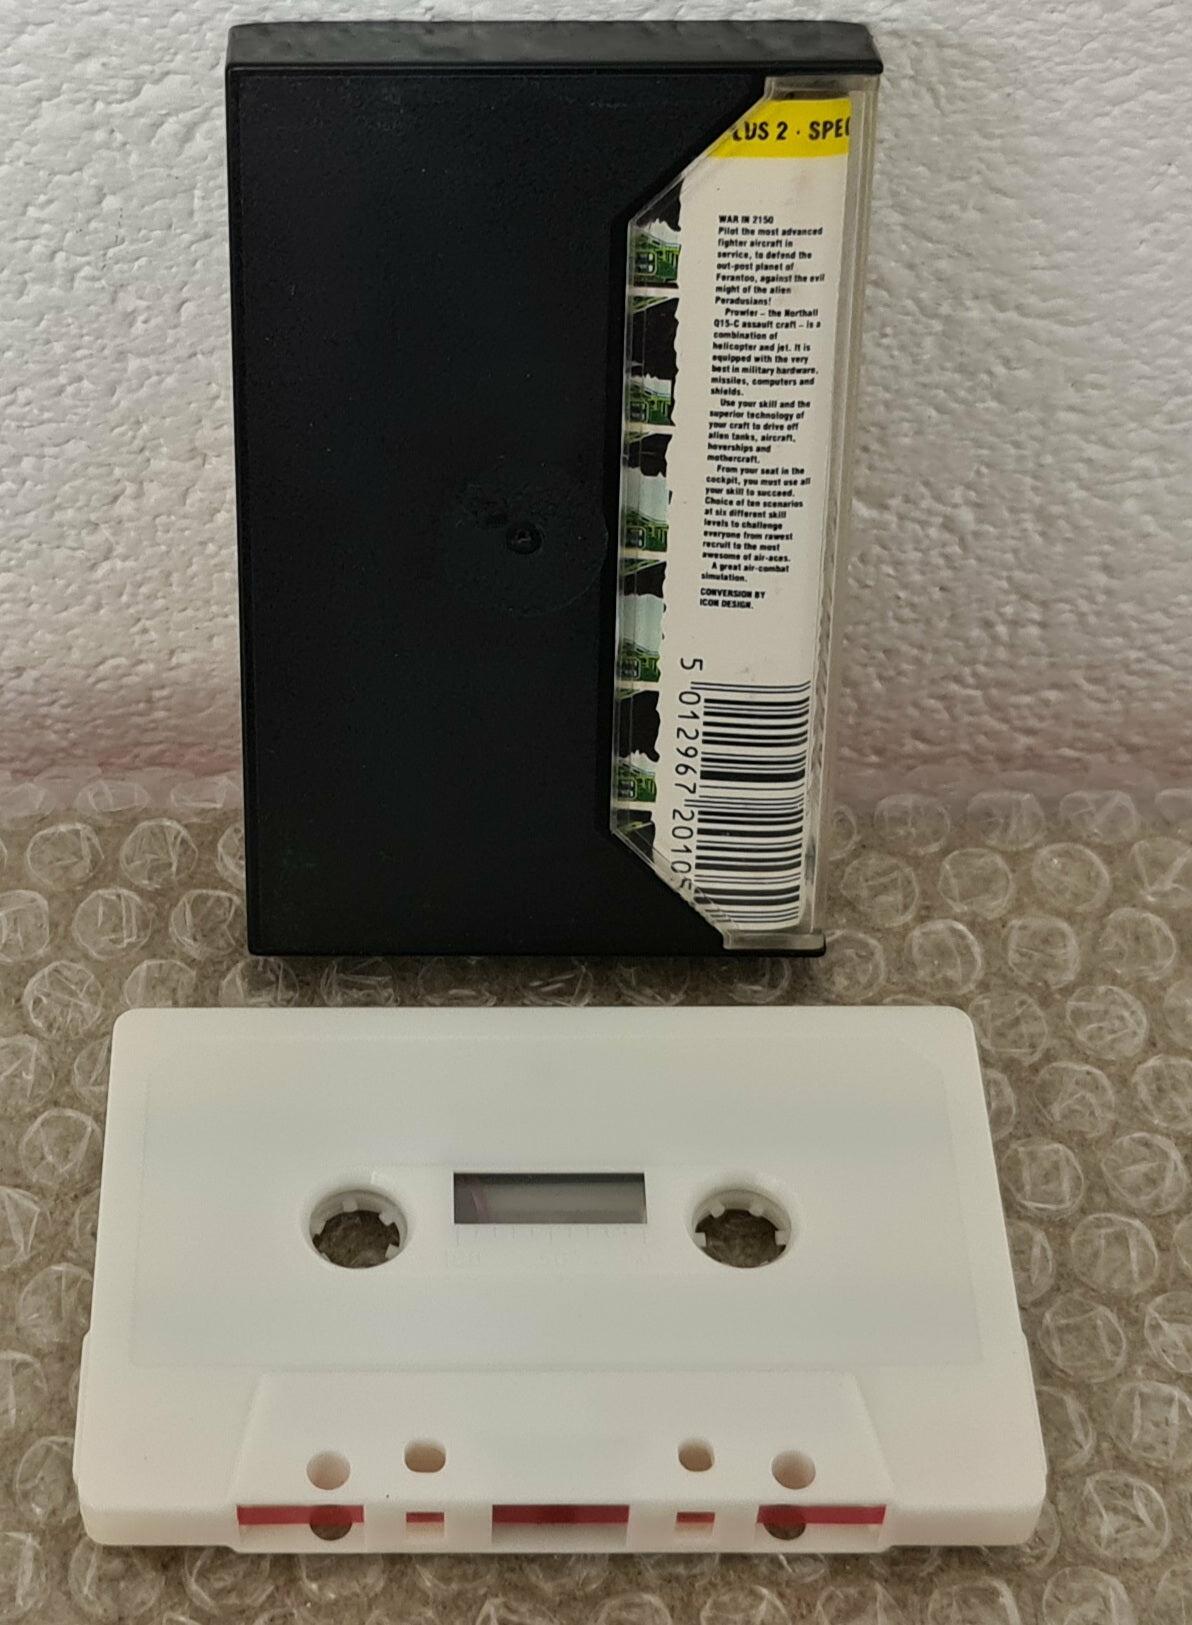 LUS 2 · SPEC
WAR IN 2150
Pilot the most advanced
fighter aircraft in
service, to defend the
out-post planet of
Ferantoo, against the evil
might of the alien
Peradusians!
Prowler – the Northall
Q15-C assault craft – is a
combination of
helicopter and jet. It is
equipped with the very
best in military hardware,
missiles, computers and
shields.
Use your skill and the
superior technology of
your craft to drive off
alien tanks, aircraft,
hoverships and
mothercraft.
From your seat in the
cockpit, you must use all
your skill to succeed.
Choice of ten scenarios
at six different skill
levels to challenge
everyone from rawest
recruit to the most
awesome of air-aces.
A great air-combat
simulation.
CONVERSION BY
ICON DESIGN.
5 012967 20105